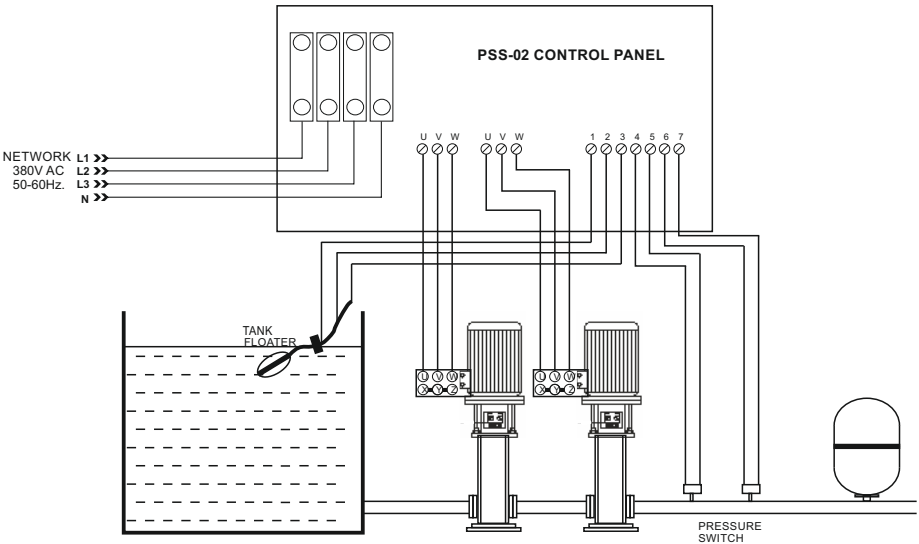 PSS-02 CONTROL PANEL
U V W
U V W
1 2 3 4 5 6 7
NETWORK L1
380V AC L2
50-60Hz. L3
N
TANK
FLOATER
U V W
X Y Z
U V W
X Y Z
PRESSURE
SWITCH